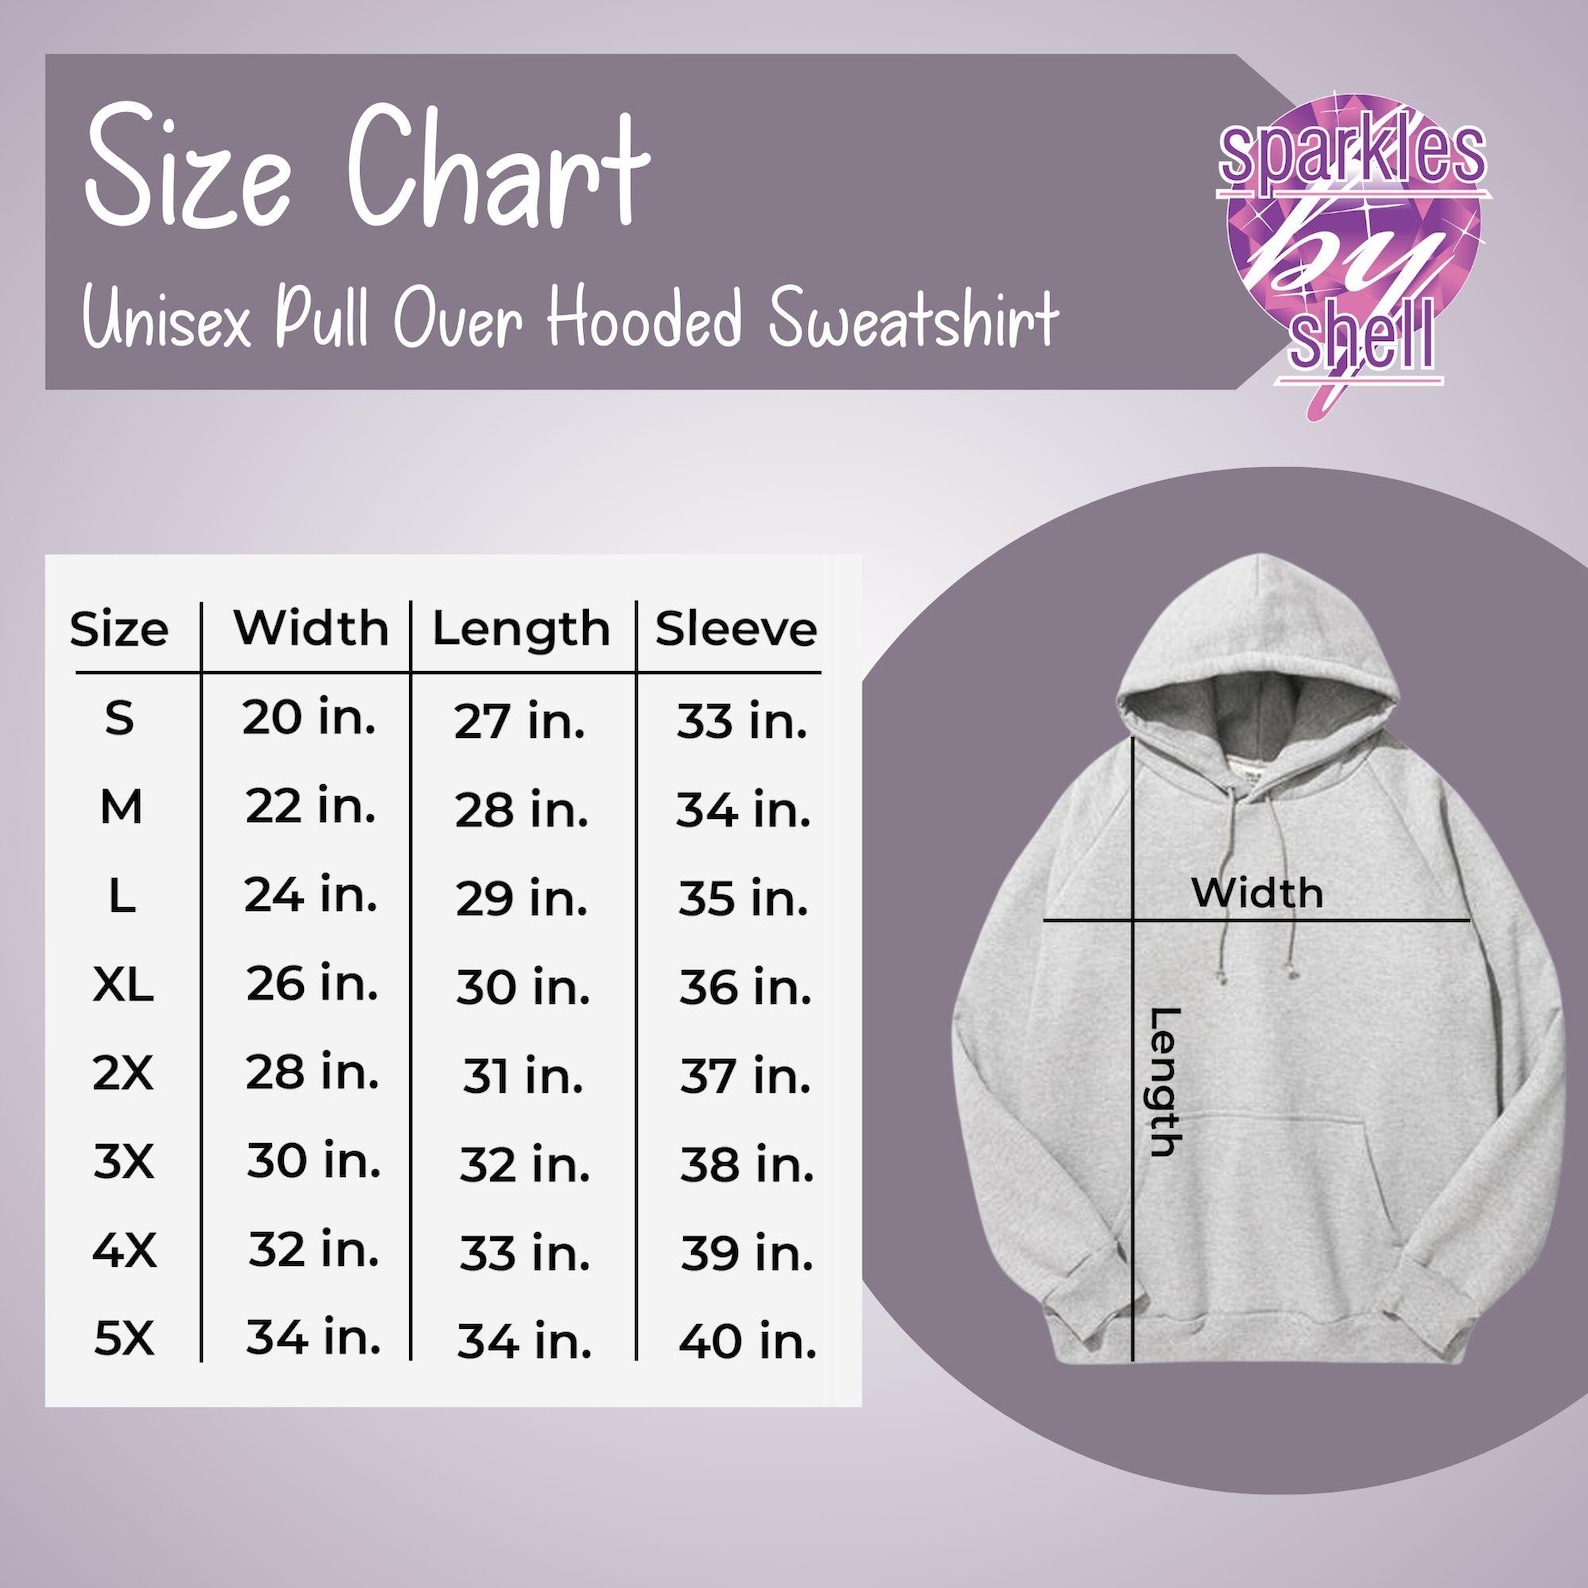 Size Chart
Unisex Pull Over Hooded Sweatshirt
sparkles
by
shell
Size Width Length Sleeve
S 20 in. 27 in. 33 in.
M 22 in. 28 in. 34 in.
L 24 in. 29 in. 35 in.
XL 26 in. 30 in. 36 in.
2X 28 in. 31 in. 37 in.
3X 30 in. 32 in. 38 in.
4X 32 in. 33 in. 39 in.
5X 34 in. 34 in. 40 in.
Width
Length